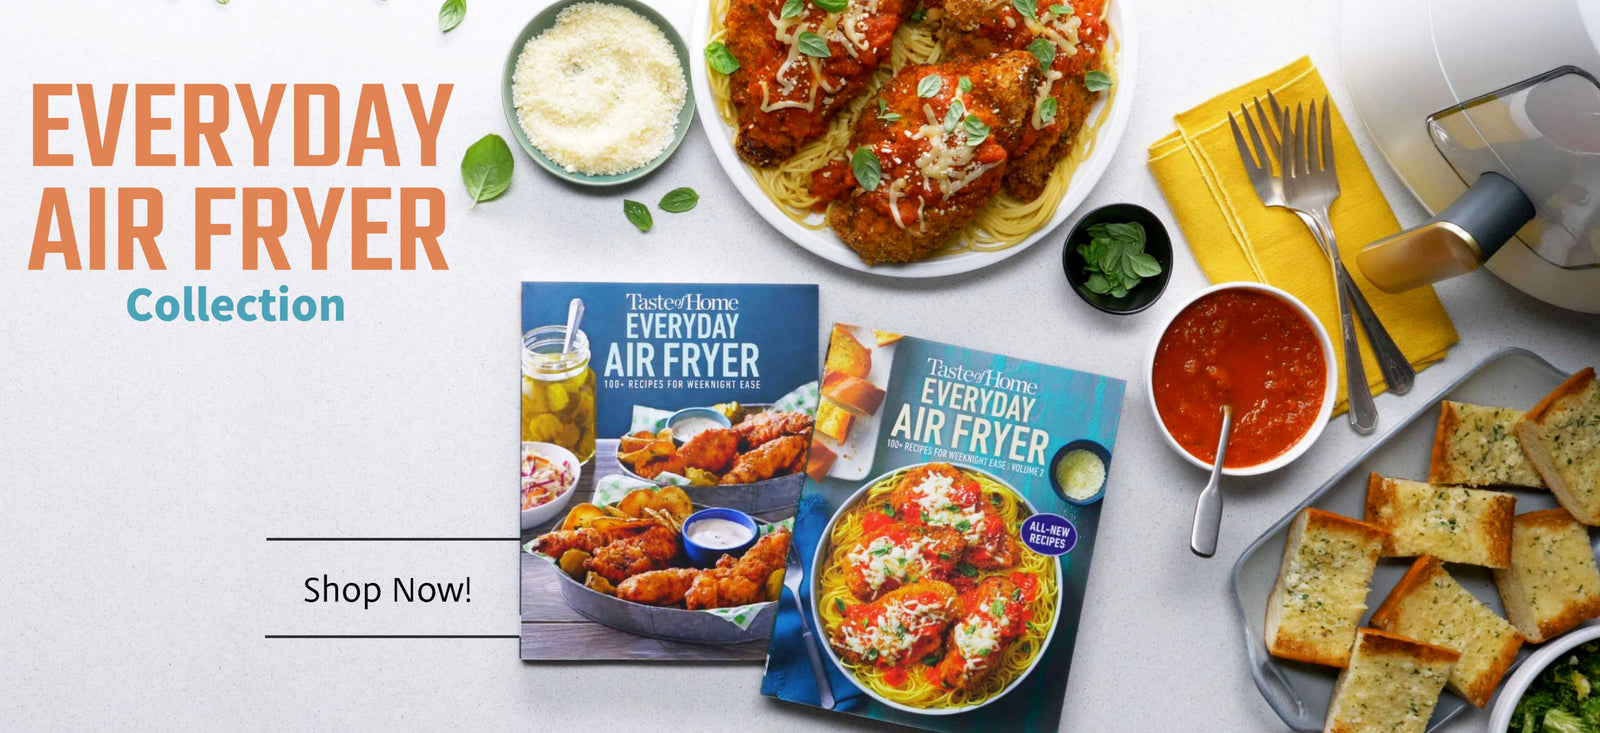 EVERYDAY
AIR FRYER
Collection
Shop Now!
Taste of Home
EVERYDAY
AIR FRYER
100+ RECIPES FOR WEEKNIGHT EASE
Taste of Home
EVERYDAY
AIR FRYER
100+ RECIPES FOR WEEKNIGHT EASE | VOLUME 2
ALL-NEW
RECIPES